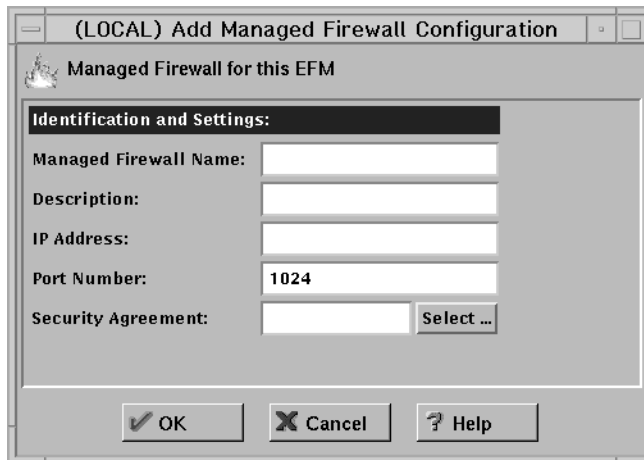 (LOCAL) Add Managed Firewall Configuration
Managed Firewall for this EFM
Identification and Settings:
Managed Firewall Name:
Description:
IP Address:
Port Number: 1024
Security Agreement: Select ...
OK Cancel Help